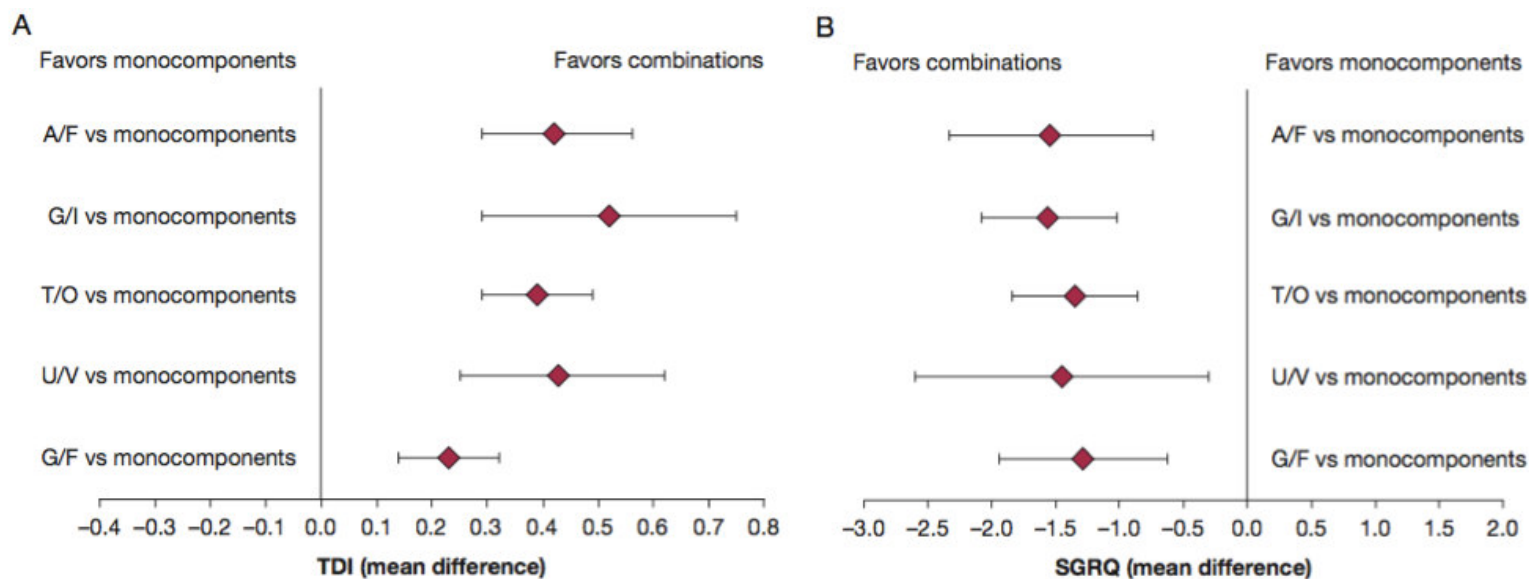 A
Favors monocomponents
Favors combinations
A/F vs monocomponents
G/I vs monocomponents
T/O vs monocomponents
U/V vs monocomponents
G/F vs monocomponents
−0.4 −0.3 −0.2 −0.1 0.0 0.1 0.2 0.3 0.4 0.5 0.6 0.7 0.8
TDI (mean difference)
B
Favors combinations
Favors monocomponents
A/F vs monocomponents
G/I vs monocomponents
T/O vs monocomponents
U/V vs monocomponents
G/F vs monocomponents
−3.0 −2.5 −2.0 −1.5 −1.0 −0.5 0.0 0.5 1.0 1.5 2.0
SGRQ (mean difference)